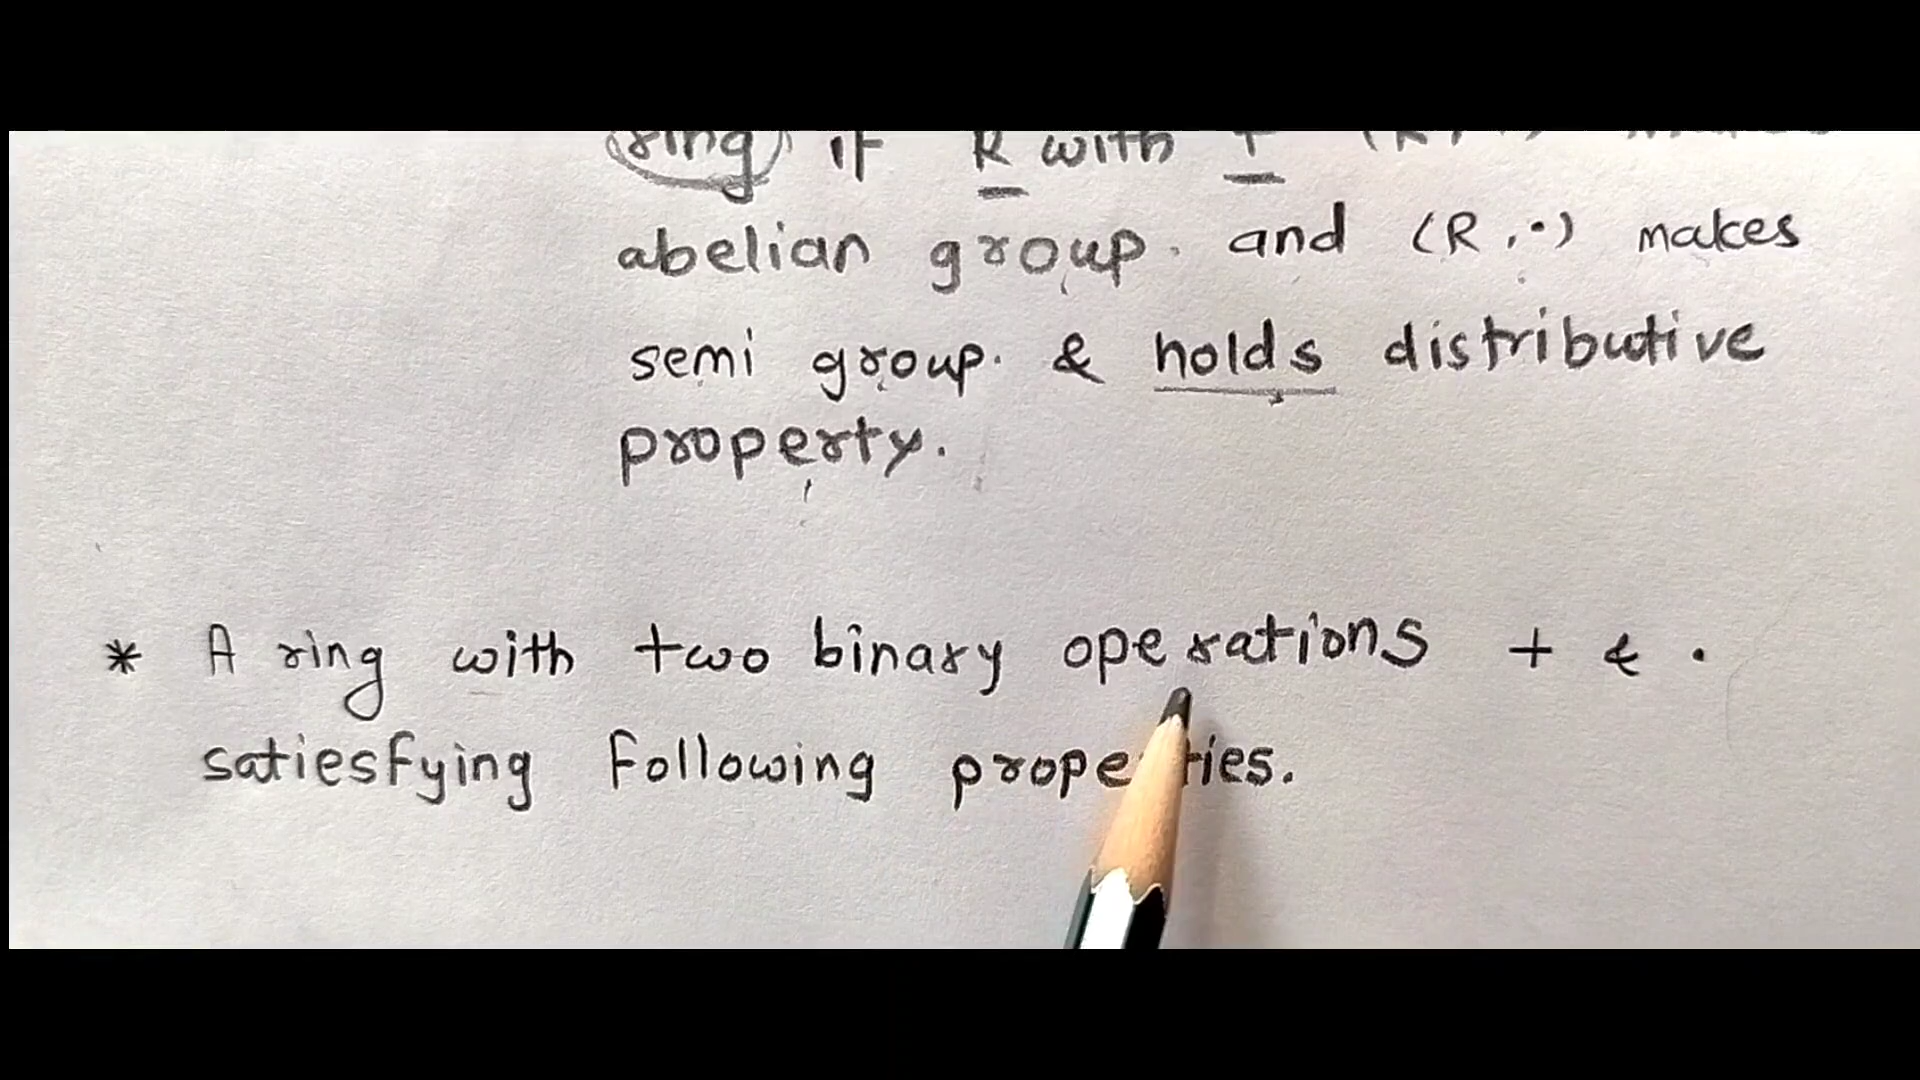 ring if R with +
abelian group. and (R,·) makes
semi group. & holds distributive
property.
* A ring with two binary operations + & ·
satiesfying following properties.